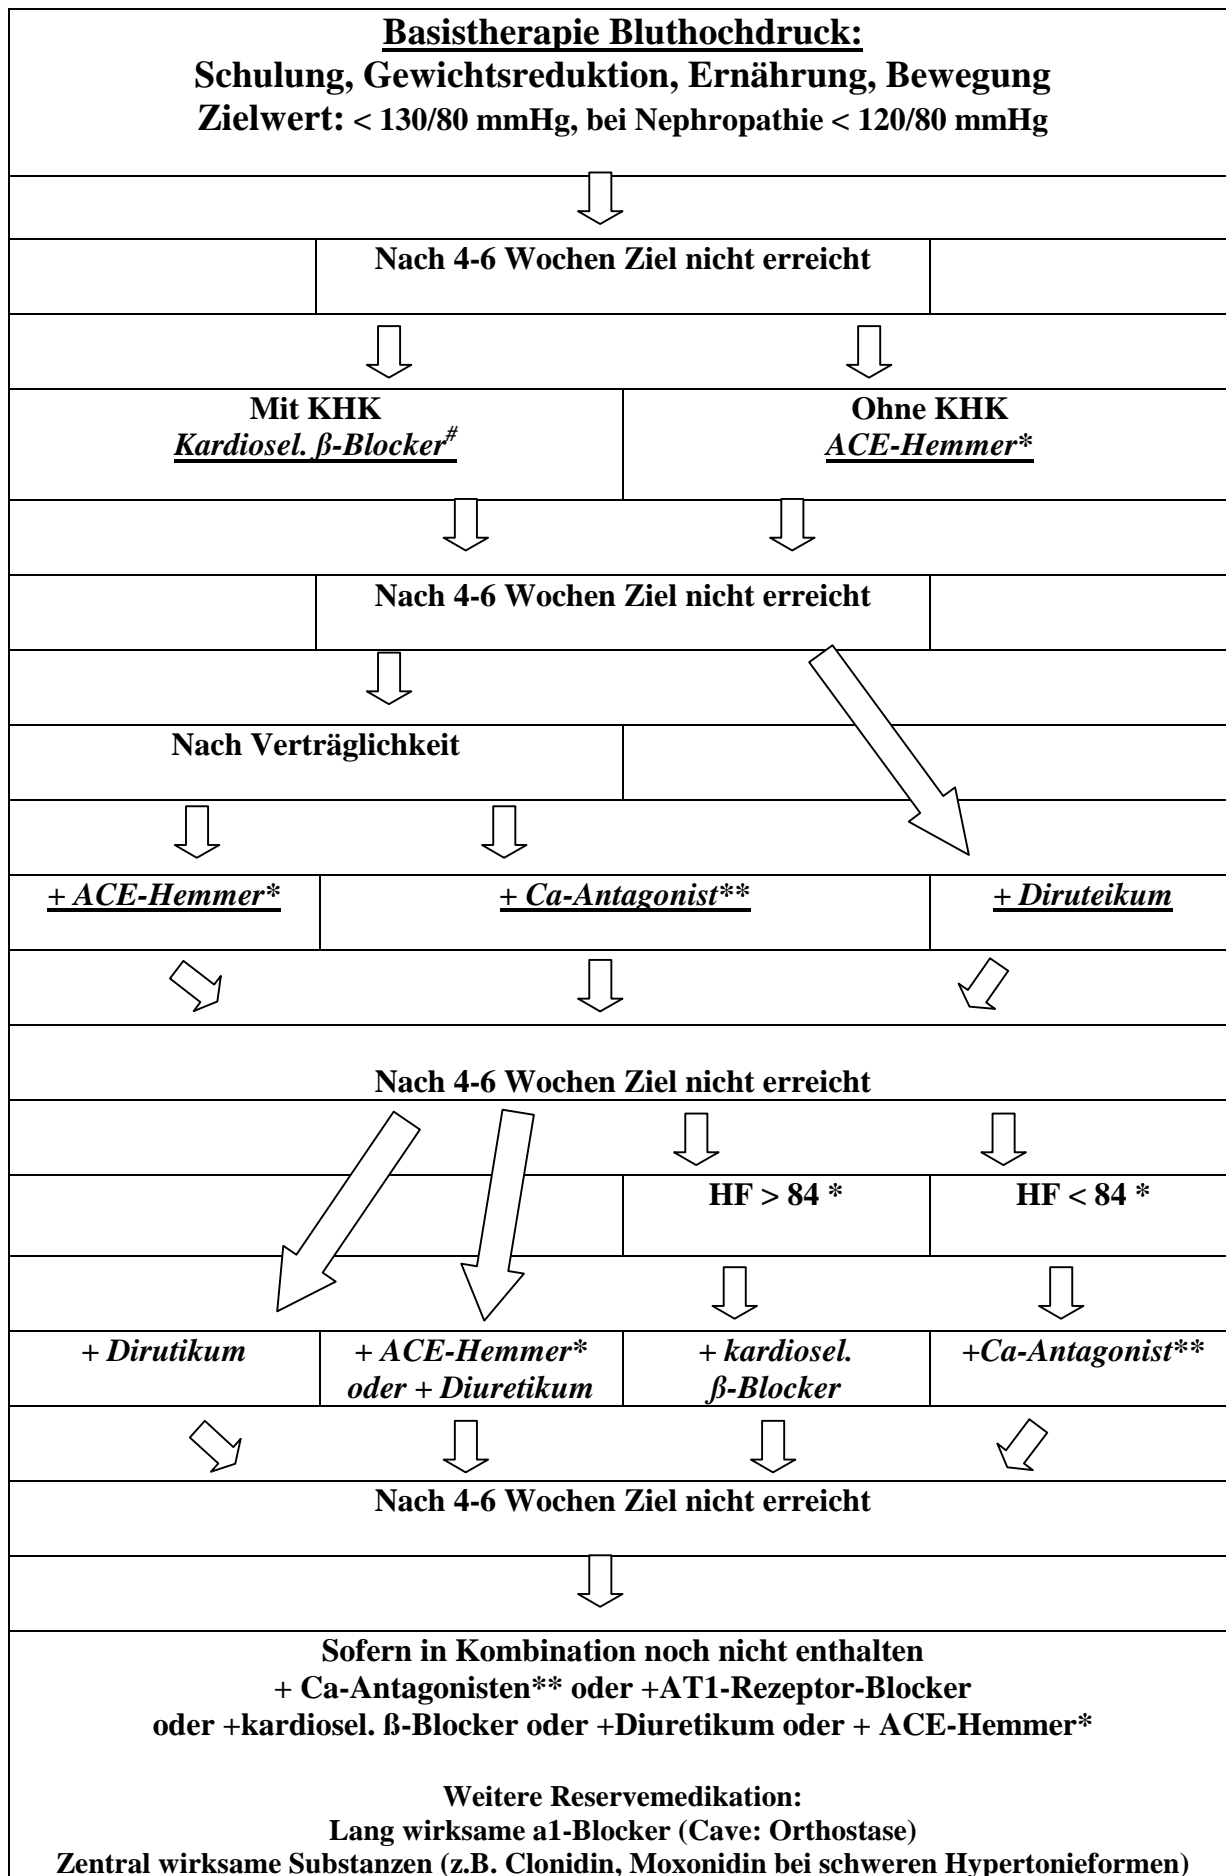 Basistherapie Bluthochdruck:
Schulung, Gewichtsreduktion, Ernährung, Bewegung
Zielwert: < 130/80 mmHg, bei Nephropathie < 120/80 mmHg
Nach 4-6 Wochen Ziel nicht erreicht
Mit KHK
Kardiosel. ß-Blocker#
Ohne KHK
ACE-Hemmer*
Nach 4-6 Wochen Ziel nicht erreicht
Nach Verträglichkeit
+ ACE-Hemmer*
+ Ca-Antagonist**
+ Diruteikum
Nach 4-6 Wochen Ziel nicht erreicht
HF > 84 *
HF < 84 *
+ Dirutikum
+ ACE-Hemmer*
oder + Diuretikum
+ kardiosel.
ß-Blocker
+Ca-Antagonist**
Nach 4-6 Wochen Ziel nicht erreicht
Sofern in Kombination noch nicht enthalten
+ Ca-Antagonisten** oder +AT1-Rezeptor-Blocker
oder +kardiosel. ß-Blocker oder +Diuretikum oder + ACE-Hemmer*
Weitere Reservemedikation:
Lang wirksame a1-Blocker (Cave: Orthostase)
Zentral wirksame Substanzen (z.B. Clonidin, Moxonidin bei schweren Hypertonieformen)